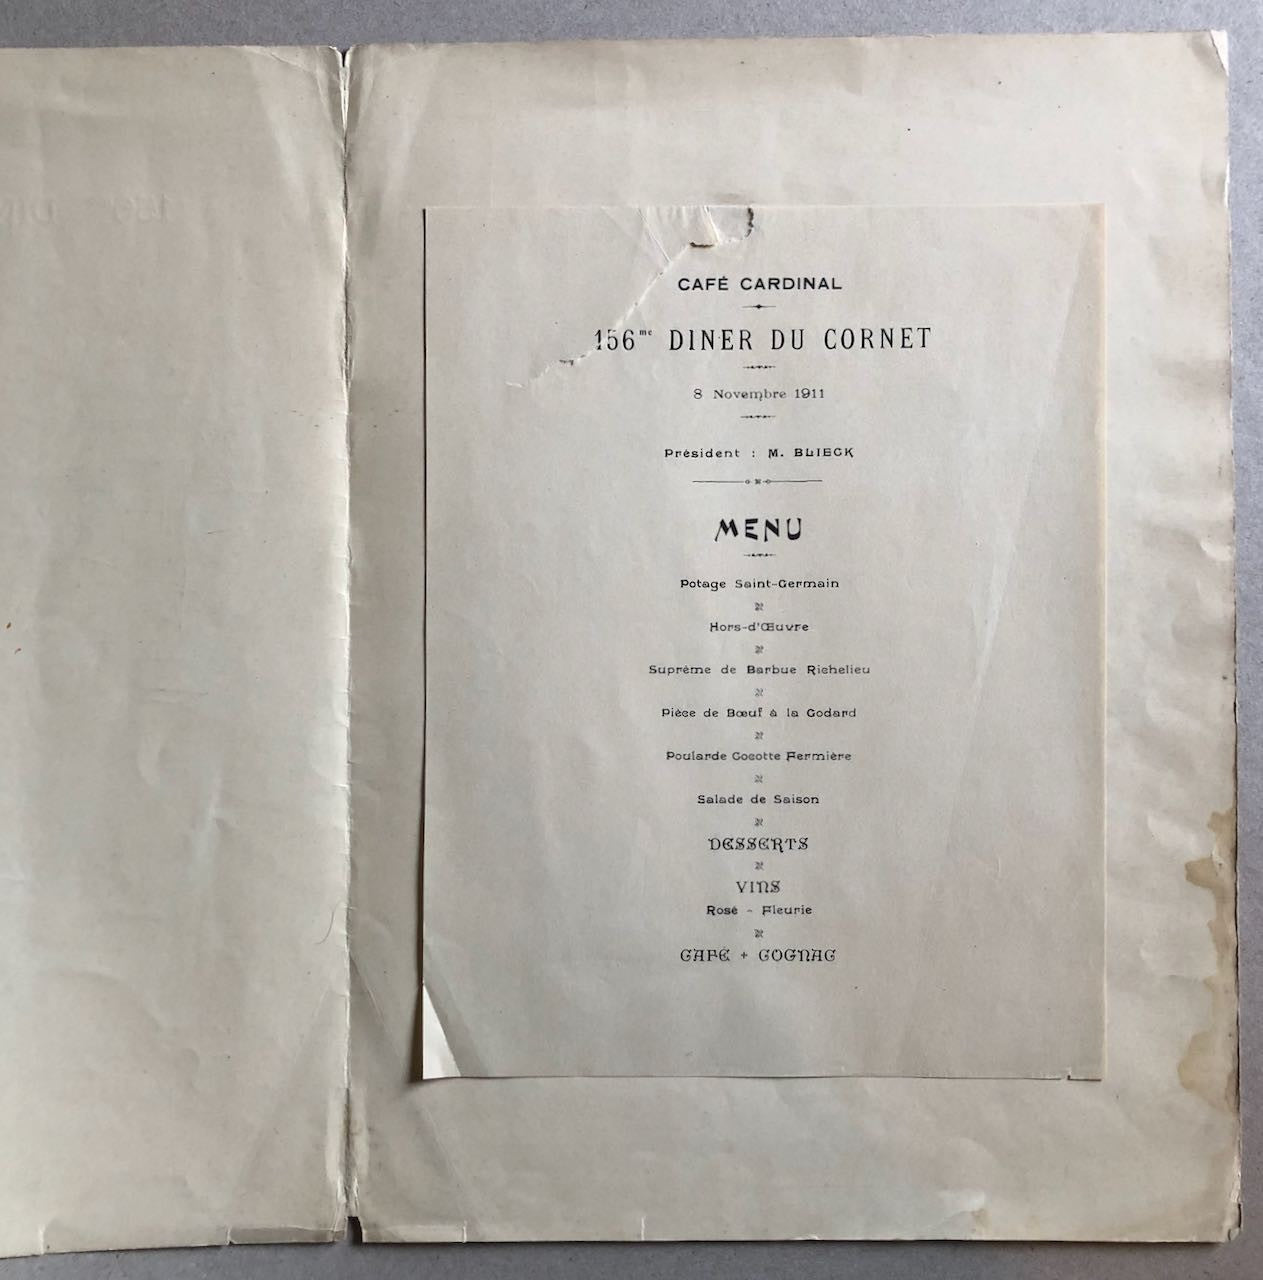 CAFÉ CARDINAL
156me DINER DU CORNET
8 Novembre 1911
Président : M. BLIECK
MENU
Potage Saint-Germain
Hors-d'Œuvre
Suprême de Barbue Richelieu
Pièce de Bœuf à la Godard
Poularde Cocotte Fermière
Salade de Saison
DESSERTS
VINS
Rosé - Fleurie
CAFÉ + COGNAC